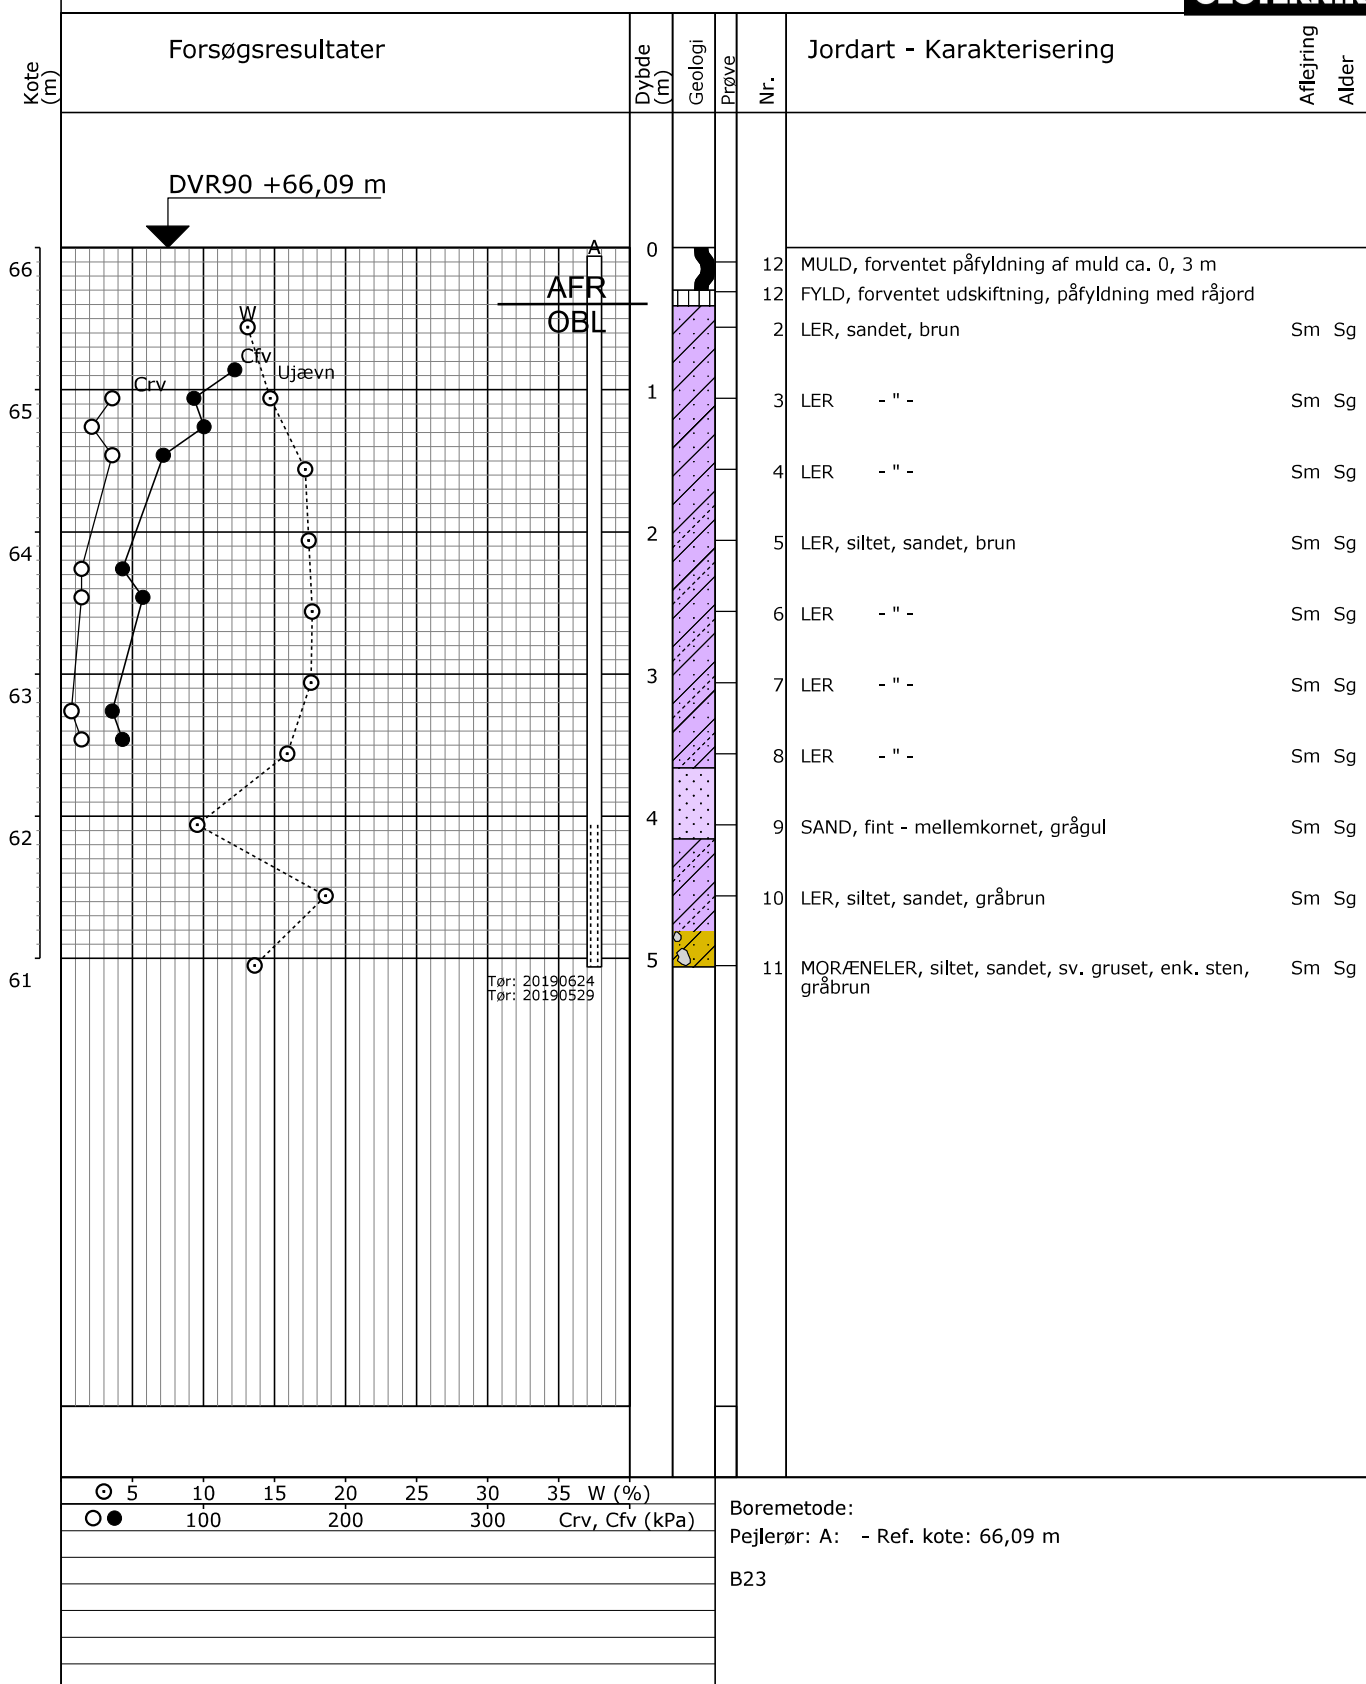 Kote (m)
Forsøgsresultater
Dybde (m)
Geologi
Prøve
Nr.
Jordart - Karakterisering
Aflejring
Alder
DVR90 +66,09 m
66
65
64
63
62
61
A
AFR
OBL
W
Cfv
Ujævn
Crv
Tør: 20190624
Tør: 20190529
0
1
2
3
4
5
12 MULD, forventet påfyldning af muld ca. 0, 3 m
12 FYLD, forventet udskiftning, påfyldning med råjord
2 LER, sandet, brun Sm Sg
3 LER - " - Sm Sg
4 LER - " - Sm Sg
5 LER, siltet, sandet, brun Sm Sg
6 LER - " - Sm Sg
7 LER - " - Sm Sg
8 LER - " - Sm Sg
9 SAND, fint - mellemkornet, grågul Sm Sg
10 LER, siltet, sandet, gråbrun Sm Sg
11 MORÆNELER, siltet, sandet, sv. gruset, enk. sten, Sm Sg
gråbrun
5 10 15 20 25 30 35 W (%)
100 200 300 Crv, Cfv (kPa)
Boremetode:
Pejlerør: A: - Ref. kote: 66,09 m
B23